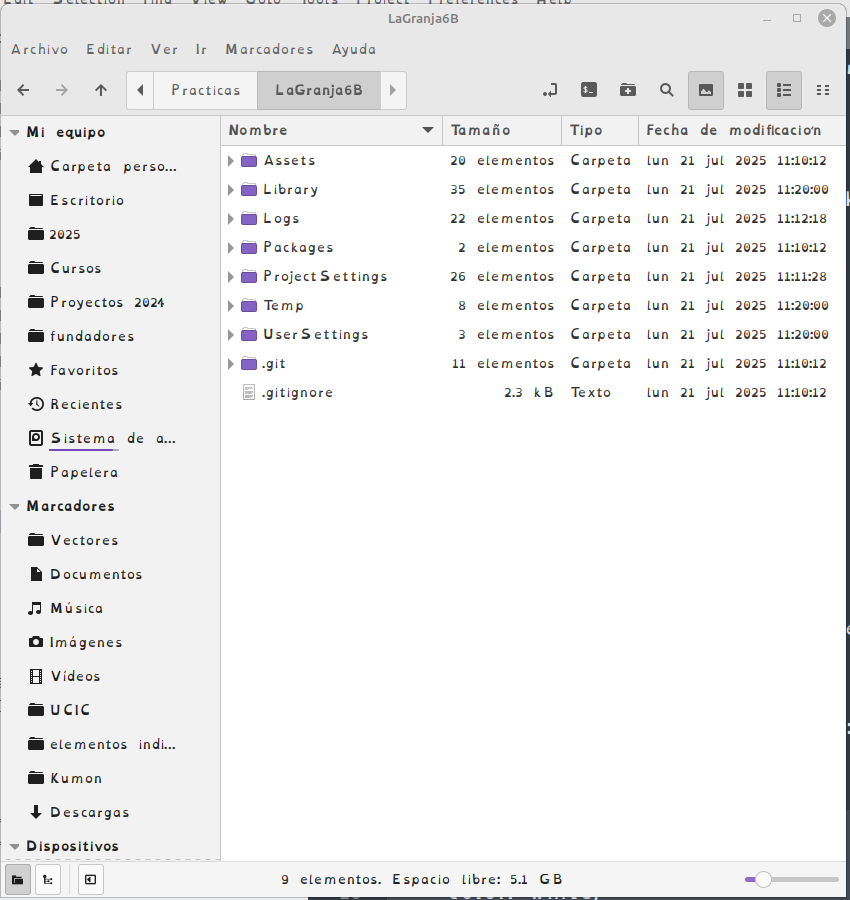 LaGranja6B
Archivo Editar Ver Ir Marcadores Ayuda
Practicas LaGranja6B
Mi equipo
Carpeta perso...
Escritorio
2025
Cursos
Proyectos 2024
fundadores
Favoritos
Recientes
Sistema de a...
Papelera
Marcadores
Vectores
Documentos
Música
Imágenes
Vídeos
UCIC
elementos indi...
Kumon
Descargas
Dispositivos
Nombre Tamaño Tipo Fecha de modificación
Assets 20 elementos Carpeta lun 21 jul 2025 11:10:12
Library 35 elementos Carpeta lun 21 jul 2025 11:20:00
Logs 22 elementos Carpeta lun 21 jul 2025 11:12:18
Packages 2 elementos Carpeta lun 21 jul 2025 11:10:12
ProjectSettings 26 elementos Carpeta lun 21 jul 2025 11:11:28
Temp 8 elementos Carpeta lun 21 jul 2025 11:20:00
UserSettings 3 elementos Carpeta lun 21 jul 2025 11:20:00
.git 11 elementos Carpeta lun 21 jul 2025 11:10:12
.gitignore 2.3 kB Texto lun 21 jul 2025 11:10:12
9 elementos. Espacio libre: 5.1 GB